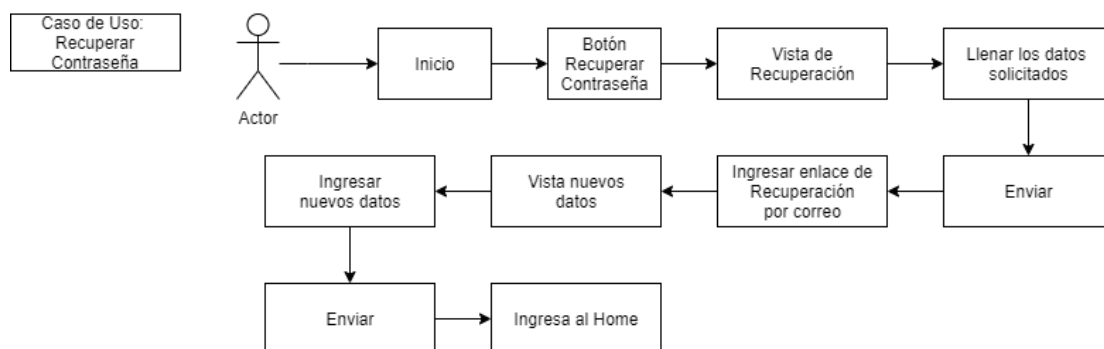 Caso de Uso:
Recuperar
Contraseña
Actor
Inicio
Botón
Recuperar
Contraseña
Vista de
Recuperación
Llenar los datos
solicitados
Enviar
Ingresar enlace de
Recuperación
por correo
Vista nuevos
datos
Ingresar
nuevos datos
Enviar
Ingresa al Home